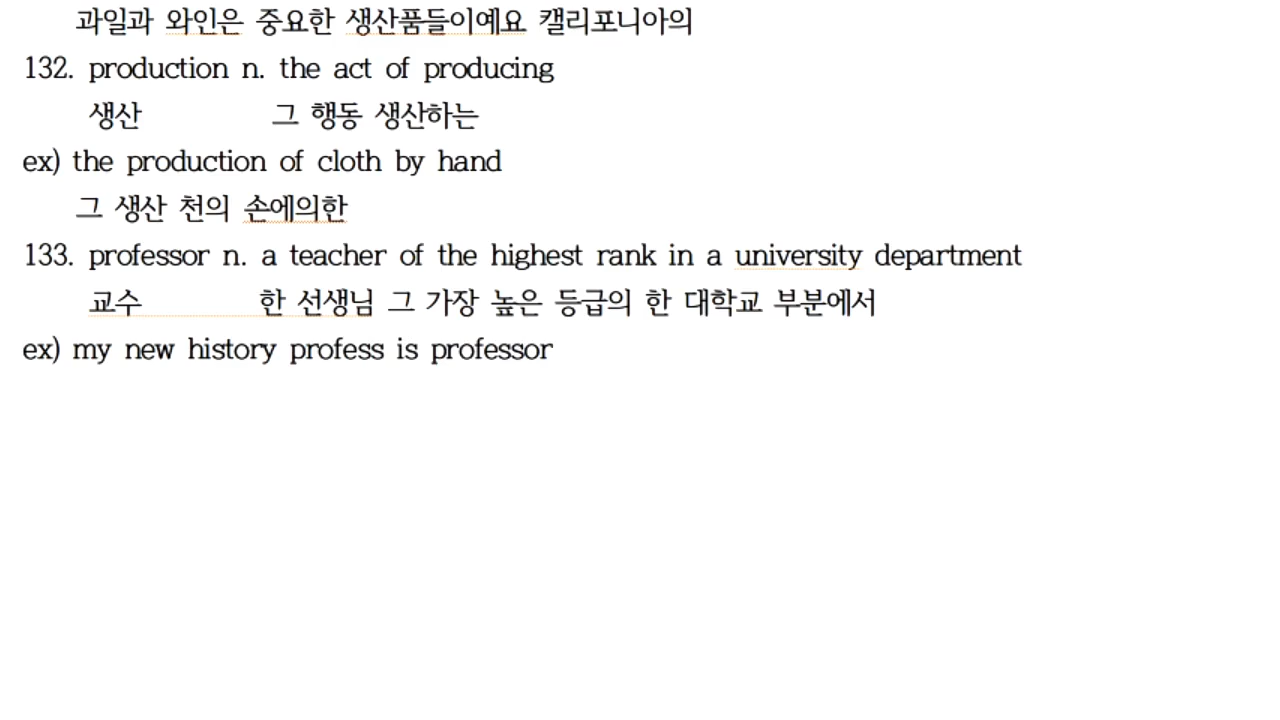 과일과 와인은 중요한 생산품들이예요 캘리포니아의
132. production n. the act of producing
생산 그 행동 생산하는
ex) the production of cloth by hand
그 생산 천의 손에의한
133. professor n. a teacher of the highest rank in a university department
교수 한 선생님 그 가장 높은 등급의 한 대학교 부분에서
ex) my new history profess is professor